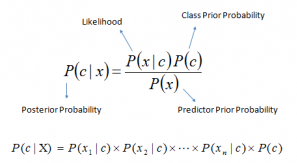 Likelihood
Class Prior Probability
P(c | x) = P(x | c)P(c) / P(x)
Posterior Probability
Predictor Prior Probability
P(c | X) = P(x₁ | c) × P(x₂ | c) × ⋯ × P(xₙ | c) × P(c)